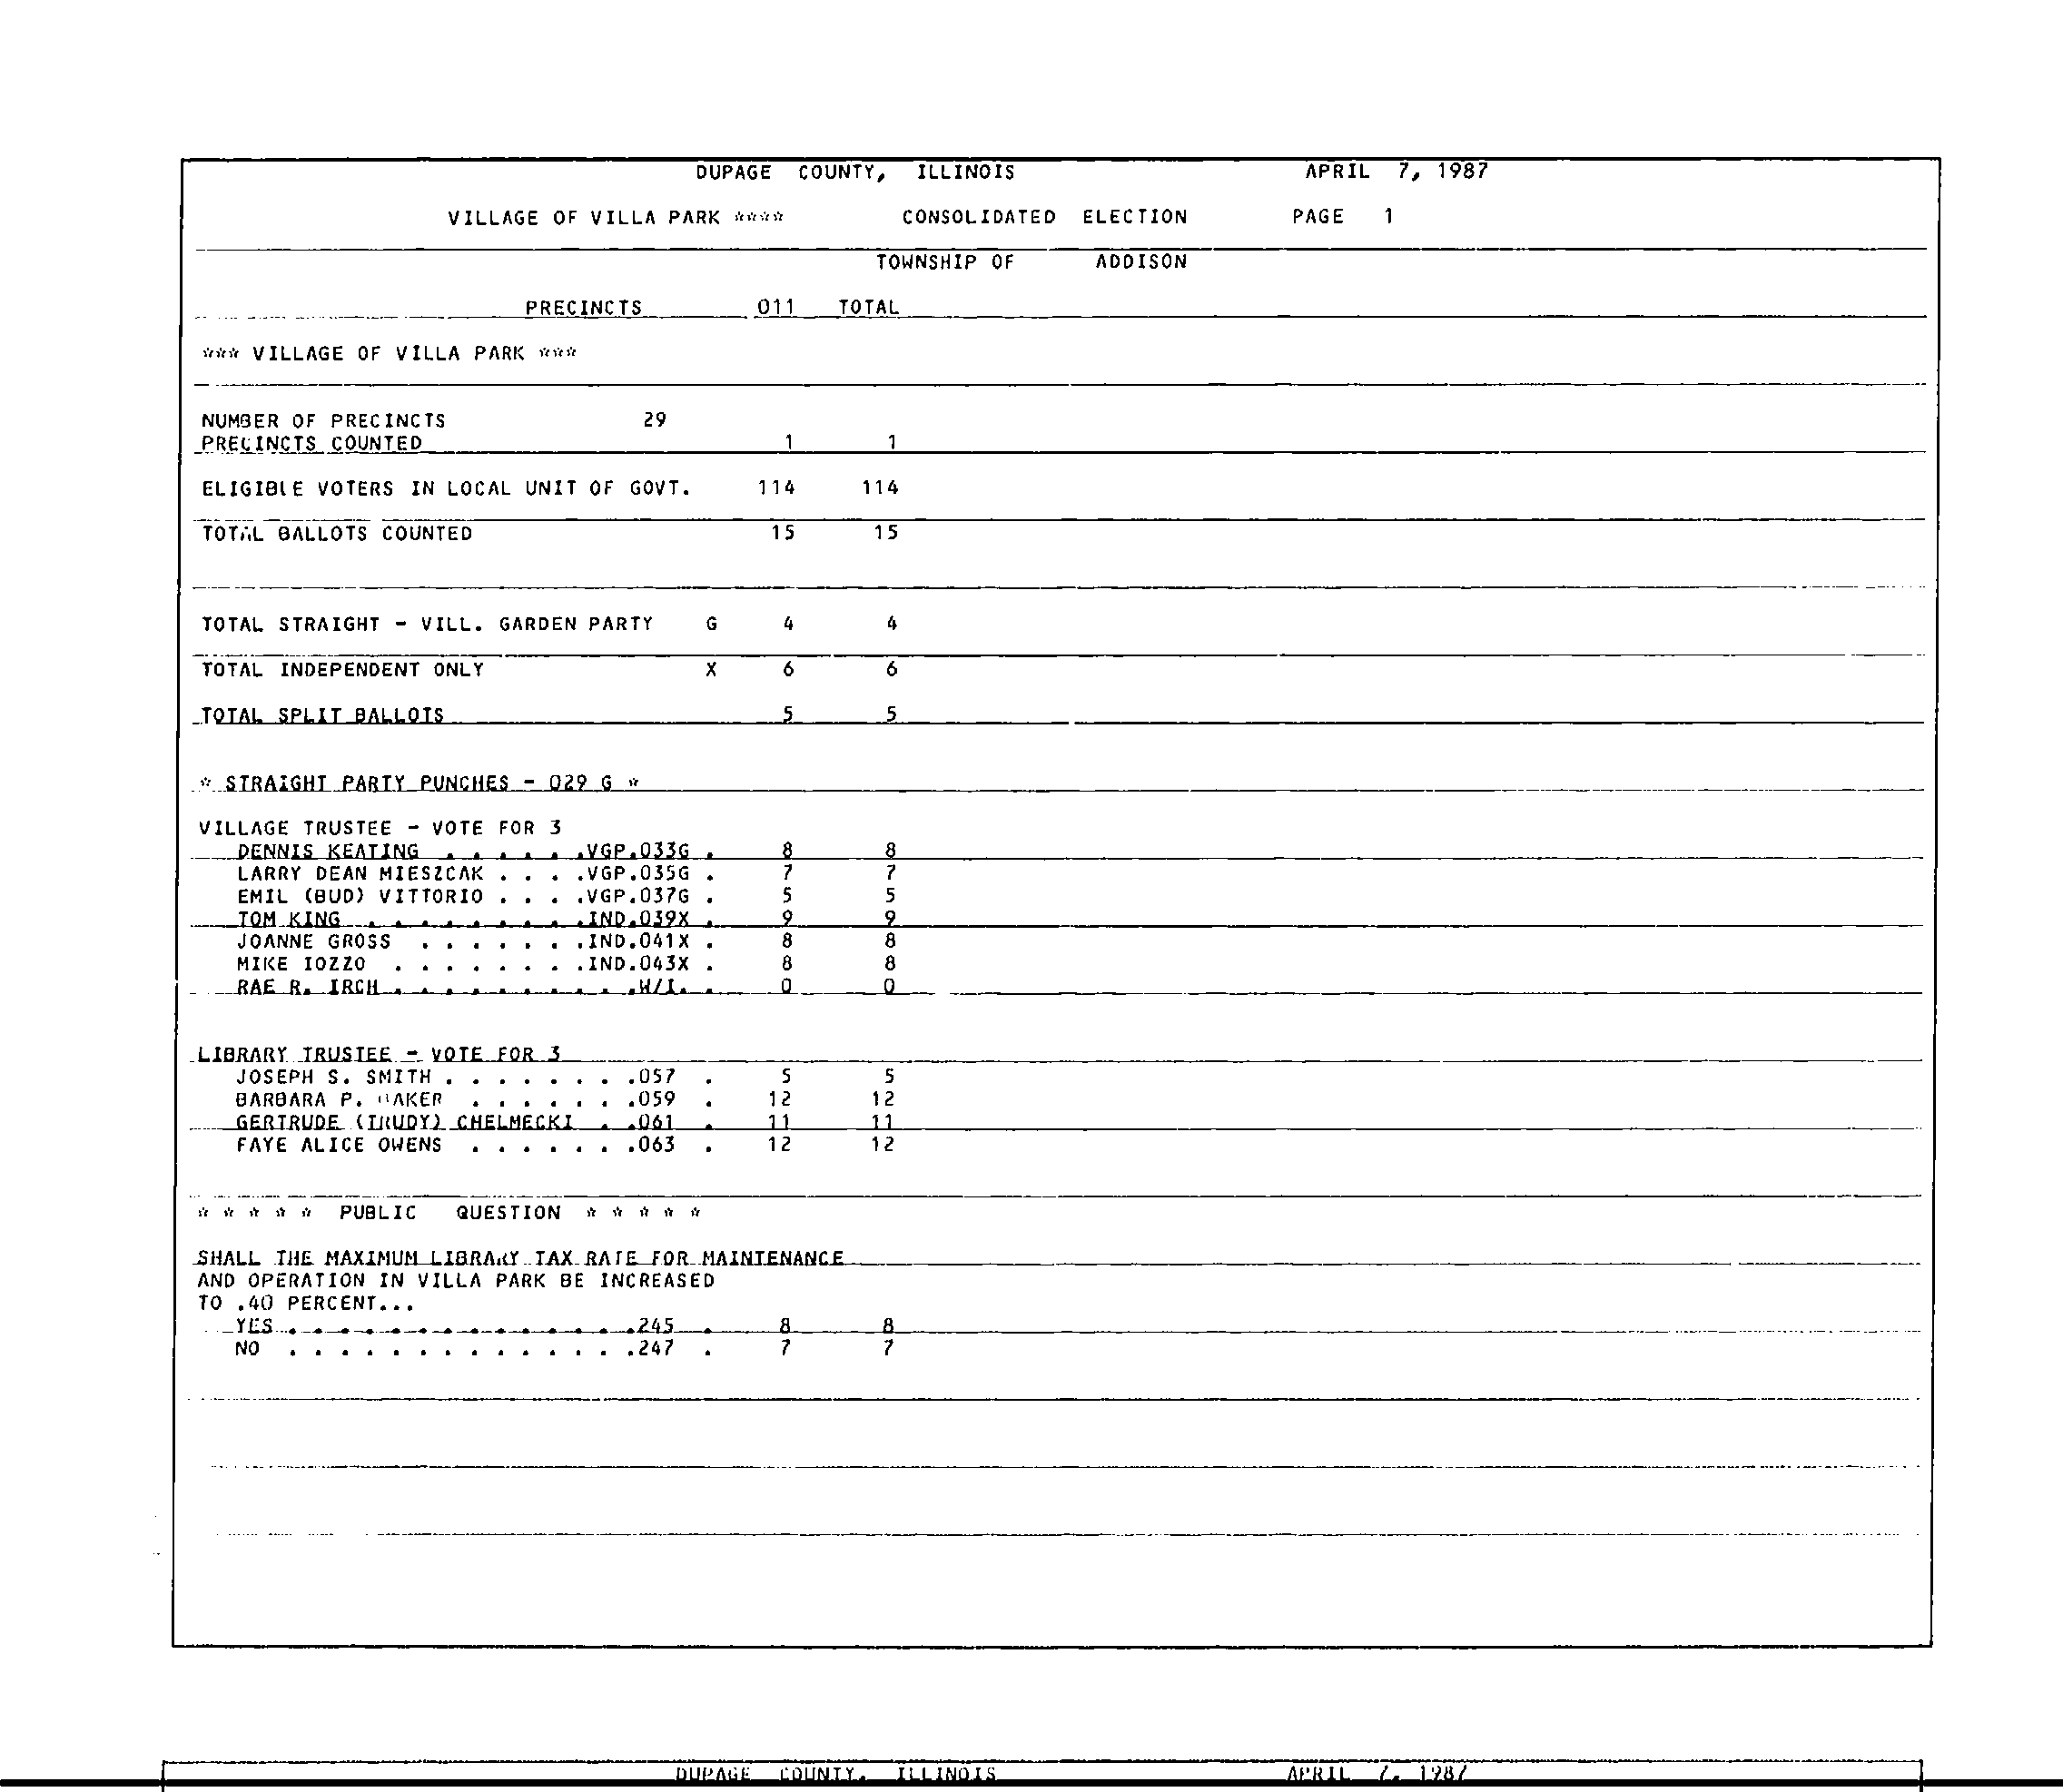 DUPAGE COUNTY, ILLINOIS APRIL 7, 1987
VILLAGE OF VILLA PARK **** CONSOLIDATED ELECTION PAGE 1
TOWNSHIP OF ADDISON
PRECINCTS 011 TOTAL
*** VILLAGE OF VILLA PARK ***
NUMBER OF PRECINCTS 29
PRECINCTS COUNTED 1 1
ELIGIBLE VOTERS IN LOCAL UNIT OF GOVT. 114 114
TOTAL BALLOTS COUNTED 15 15
TOTAL STRAIGHT - VILL. GARDEN PARTY G 4 4
TOTAL INDEPENDENT ONLY X 6 6
TOTAL SPLIT BALLOTS 5 5
* STRAIGHT PARTY PUNCHES - 029 G *
VILLAGE TRUSTEE - VOTE FOR 3
DENNIS KEATING . . . . . .VGP.033G . 8 8
LARRY DEAN MIESZCAK . . . .VGP.035G . 7 7
EMIL (BUD) VITTORIO . . . .VGP.037G . 5 5
TOM KING . . . . . . . . .IND.039X . 9 9
JOANNE GROSS . . . . . . .IND.041X . 8 8
MIKE IOZZO . . . . . . . .IND.043X . 8 8
RAE R. IRCH . . . . . . . . . .W/I. . 0 0
LIBRARY TRUSTEE - VOTE FOR 3
JOSEPH S. SMITH . . . . . . . .057 . 5 5
BARBARA P. BAKER . . . . . . .059 . 12 12
GERTRUDE (TRUDY) CHELMECKI . .061 . 11 11
FAYE ALICE OWENS . . . . . . .063 . 12 12
* * * * * PUBLIC QUESTION * * * * *
SHALL THE MAXIMUM LIBRARY TAX RATE FOR MAINTENANCE
AND OPERATION IN VILLA PARK BE INCREASED
TO .40 PERCENT...
YES . . . . . . . . . . . . . .245 . 8 8
NO . . . . . . . . . . . . . .247 . 7 7
DUPAGE COUNTY, ILLINOIS APRIL 7, 1987